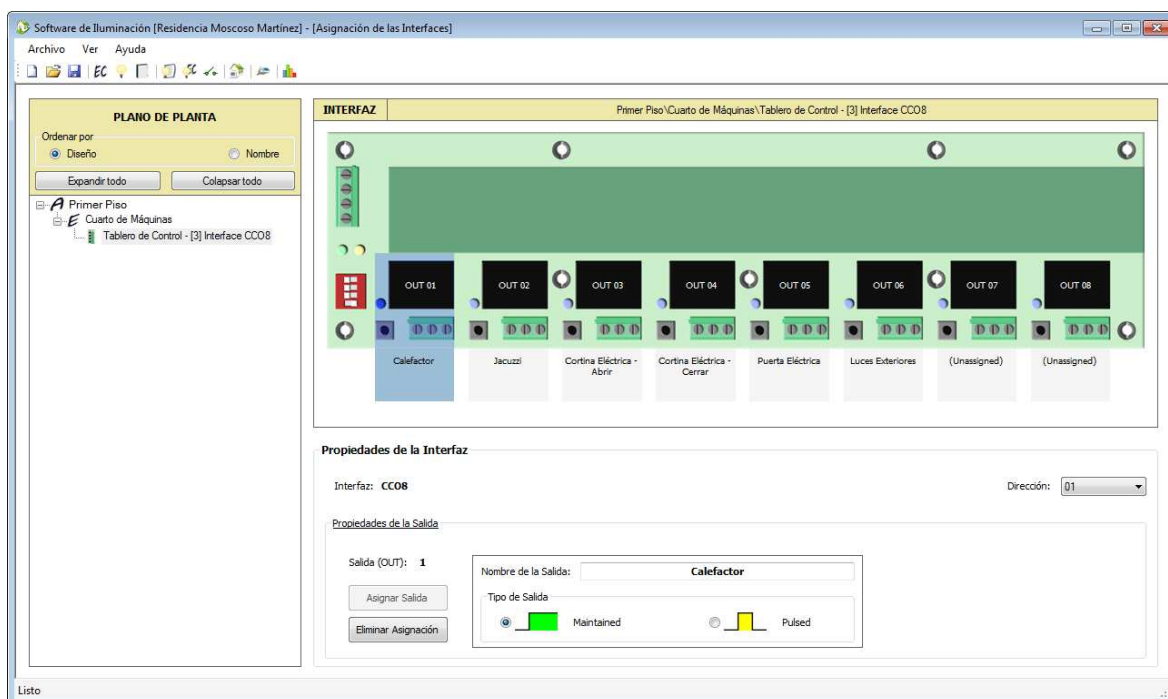 Software de Iluminación [Residencia Moscoso Martínez] - [Asignación de las Interfaces]
Archivo Ver Ayuda
EC
PLANO DE PLANTA
Ordenar por
Diseño Nombre
Expandir todo Colapsar todo
A Primer Piso
E Cuarto de Máquinas
Tablero de Control - [3] Interface CCO8
INTERFAZ Primer Piso\Cuarto de Máquinas\Tablero de Control - [3] Interface CCO8
OUT 01 OUT 02 OUT 03 OUT 04 OUT 05 OUT 06 OUT 07 OUT 08
Calefactor Jacuzzi Cortina Eléctrica - Cortina Eléctrica - Puerta Eléctrica Luces Exteriores (Unassigned) (Unassigned)
Abrir Cerrar
Propiedades de la Interfaz
Interfaz: CCO8 Dirección: 01
Propiedades de la Salida
Salida (OUT): 1
Nombre de la Salida: Calefactor
Asignar Salida
Tipo de Salida
Maintained Pulsed
Eliminar Asignación
Listo